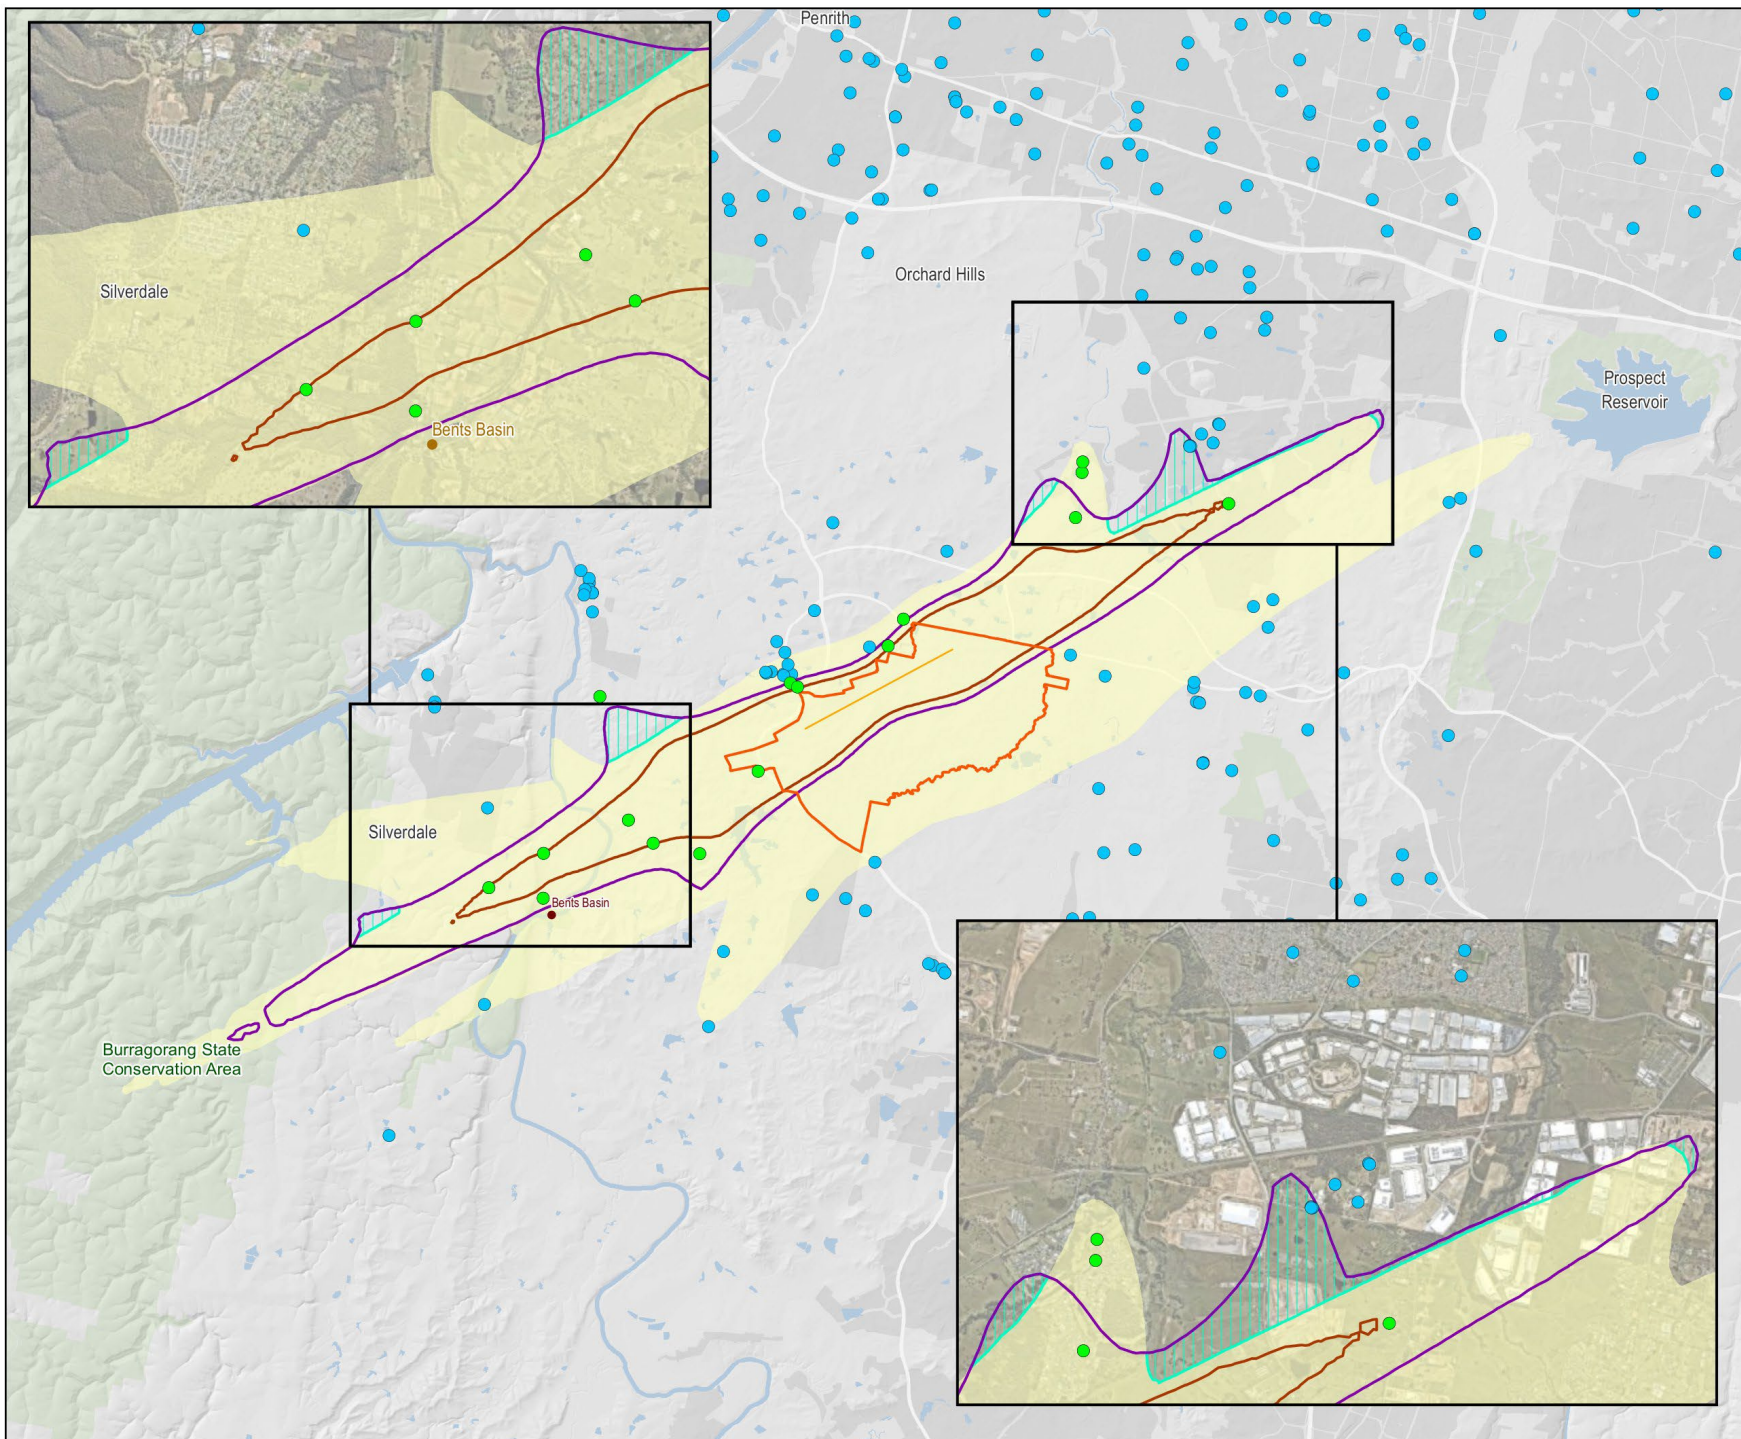 Penrith
Silverdale
Bents Basin
Orchard Hills
Prospect
Reservoir
Silverdale
Bents Basin
Burragorang State
Conservation Area